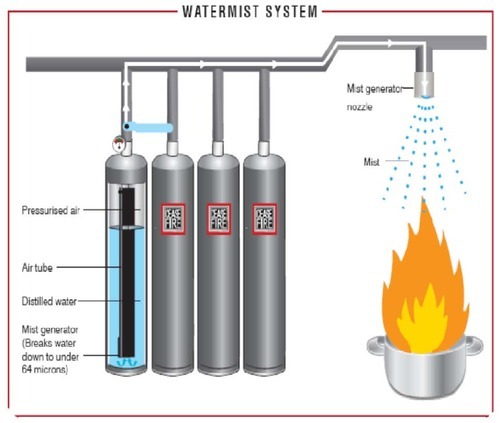 WATERMIST SYSTEM
Mist generator
nozzle
Mist
Pressurised air
CEASE
FIRE
CEASE
FIRE
CEASE
FIRE
Air tube
Distilled water
Mist generator
(Breaks water
down to under
64 microns)